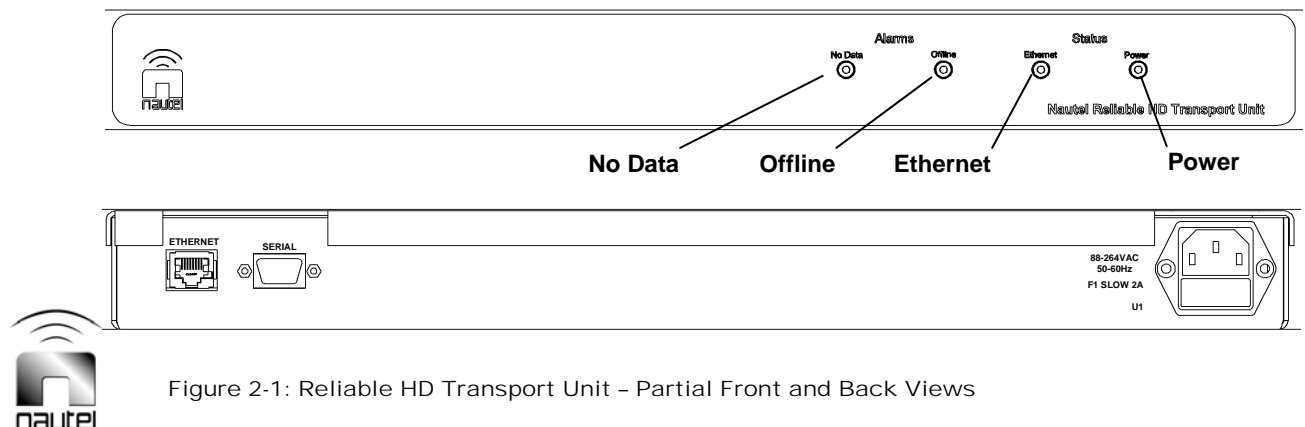 Alarms Status
No Data Offline Ethernet Power
nautel
Nautel Reliable HD Transport Unit
No Data Offline Ethernet Power
ETHERNET SERIAL
88-264VAC
50-60Hz
F1 SLOW 2A
U1
nautel
Figure 2-1: Reliable HD Transport Unit – Partial Front and Back Views